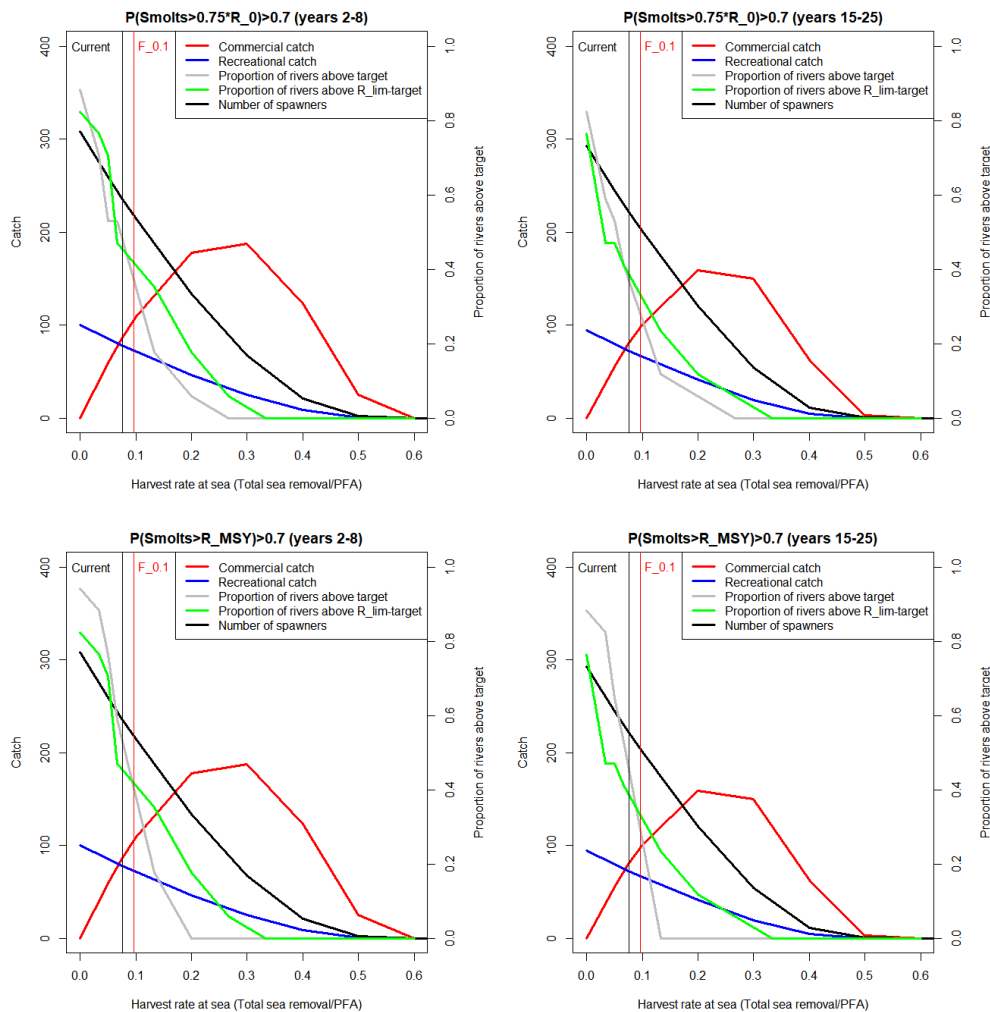 P(Smolts>0.75*R_0)>0.7 (years 2-8)
Current
F_0.1
Commercial catch
Recreational catch
Proportion of rivers above target
Proportion of rivers above R_lim-target
Number of spawners
Catch
0
100
200
300
400
0.0
0.2
0.4
0.6
0.8
1.0
Proportion of rivers above target
0.0 0.1 0.2 0.3 0.4 0.5 0.6
Harvest rate at sea (Total sea removal/PFA)
P(Smolts>0.75*R_0)>0.7 (years 15-25)
Current
F_0.1
Commercial catch
Recreational catch
Proportion of rivers above target
Proportion of rivers above R_lim-target
Number of spawners
Catch
0
100
200
300
400
0.0
0.2
0.4
0.6
0.8
1.0
Proportion of rivers above target
0.0 0.1 0.2 0.3 0.4 0.5 0.6
Harvest rate at sea (Total sea removal/PFA)
P(Smolts>R_MSY)>0.7 (years 2-8)
Current
F_0.1
Commercial catch
Recreational catch
Proportion of rivers above target
Proportion of rivers above R_lim-target
Number of spawners
Catch
0
100
200
300
400
0.0
0.2
0.4
0.6
0.8
1.0
Proportion of rivers above target
0.0 0.1 0.2 0.3 0.4 0.5 0.6
Harvest rate at sea (Total sea removal/PFA)
P(Smolts>R_MSY)>0.7 (years 15-25)
Current
F_0.1
Commercial catch
Recreational catch
Proportion of rivers above target
Proportion of rivers above R_lim-target
Number of spawners
Catch
0
100
200
300
400
0.0
0.2
0.4
0.6
0.8
1.0
Proportion of rivers above target
0.0 0.1 0.2 0.3 0.4 0.5 0.6
Harvest rate at sea (Total sea removal/PFA)